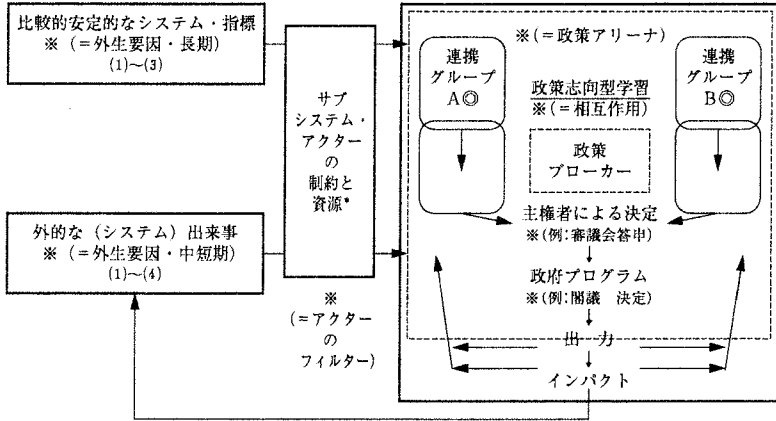 比較的安定的なシステム・指標
※（＝外生要因・長期）
(1)〜(3)
外的な（システム）出来事
※（＝外生要因・中短期）
(1)〜(4)
サブ
システム・
アクター
の
制約と
資源*
※
(＝アクター
の
フィルター)
※(＝政策アリーナ)
連携
グループ
A◎
政策志向型学習
※(＝相互作用)
連携
グループ
B◎
政策
ブローカー
主権者による決定
※(例:審議会答申)
政府プログラム
※(例:閣議　決定)
出　力
インパクト